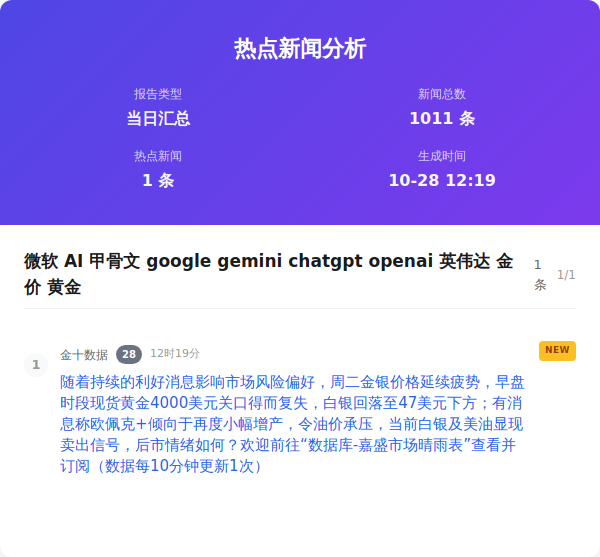 热点新闻分析
报告类型
当日汇总
新闻总数
1011 条
热点新闻
1 条
生成时间
10-28 12:19
微软 AI 甲骨文 google gemini chatgpt openai 英伟达 金
价 黄金
1
条
1/1
1
金十数据 28 12时19分
NEW
随着持续的利好消息影响市场风险偏好，周二金银价格延续疲势，早盘
时段现货黄金4000美元关口得而复失，白银回落至47美元下方；有消
息称欧佩克+倾向于再度小幅增产，令油价承压，当前白银及美油显现
卖出信号，后市情绪如何？欢迎前往“数据库-嘉盛市场晴雨表”查看并
订阅（数据每10分钟更新1次）